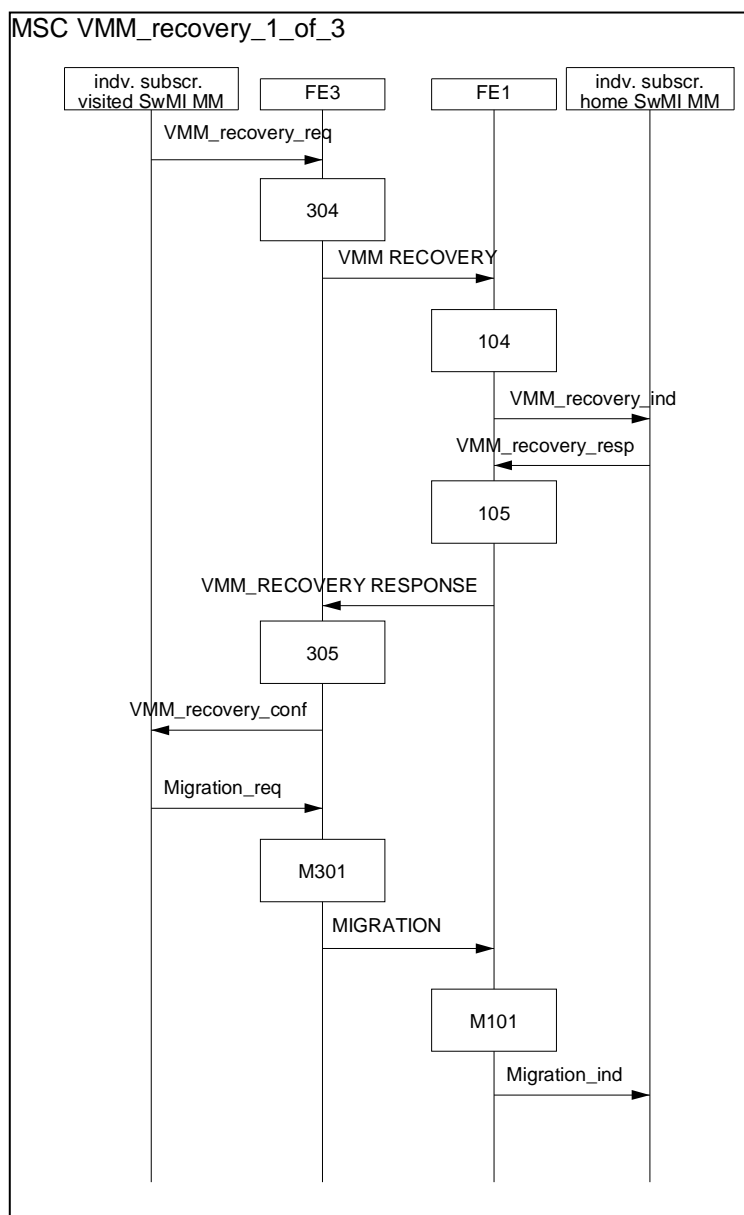 MSC VMM_recovery_1_of_3
indv. subscr.
visited SwMI MM
FE3
FE1
indv. subscr.
home SwMI MM
VMM_recovery_req
304
VMM RECOVERY
104
VMM_recovery_ind
VMM_recovery_resp
105
VMM_RECOVERY RESPONSE
305
VMM_recovery_conf
Migration_req
M301
MIGRATION
M101
Migration_ind